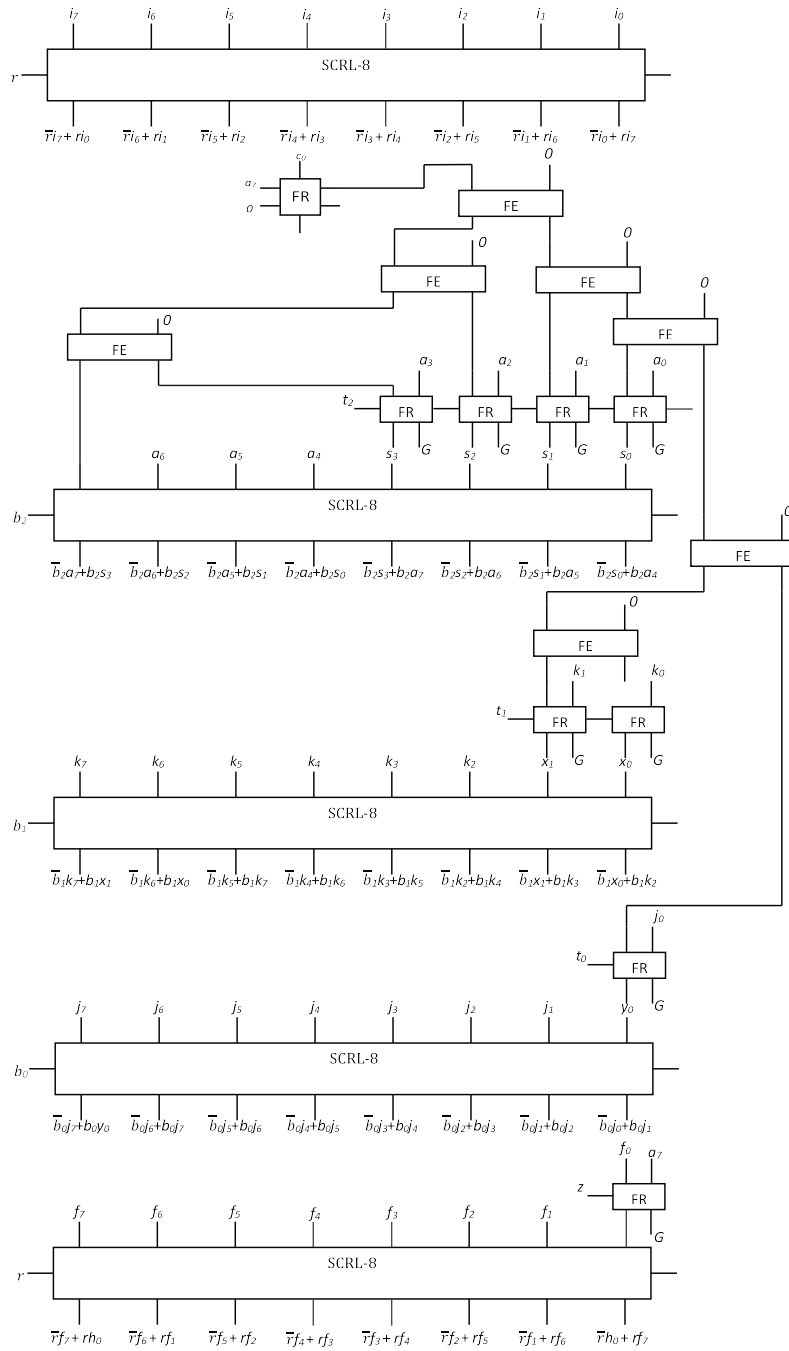 i₇ i₆ i₅ i₄ i₃ i₂ i₁ i₀
SCRL-8
r
r̅i₇ + ri₀ r̅i₆ + ri₁ r̅i₅ + ri₂ r̅i₄ + ri₃ r̅i₃ + ri₄ r̅i₂ + ri₅ r̅i₁ + ri₆ r̅i₀ + ri₇
c₀ 0
a₇ FR
0 FE
0 0
FE FE 0
0 FE
FE a₃ a₂ a₁ a₀
t₂ FR FR FR FR
G G G G
a₆ a₅ a₄ s₃ s₂ s₁ s₀
SCRL-8
b₂ 0
FE
b̅₂a₇+b₂s₃ b̅₂a₆+b₂s₂ b̅₂a₅+b₂s₁ b̅₂a₄+b₂s₀ b̅₂s₃+b₂a₇ b̅₂s₂+b₂a₆ b̅₂s₁+b₂a₅ b̅₂s₀+b₂a₄
0
FE
k₁ k₀
t₁ FR FR
k₇ k₆ k₅ k₄ k₃ k₂ x₁ G x₀ G
SCRL-8
b₁
b̅₁k₇+b₁x₁ b̅₁k₆+b₁x₀ b̅₁k₅+b₁k₇ b̅₁k₄+b₁k₆ b̅₁k₃+b₁k₅ b̅₁k₂+b₁k₄ b̅₁x₁+b₁k₃ b̅₁x₀+b₁k₂
j₀
t₀ FR
j₇ j₆ j₅ j₄ j₃ j₂ j₁ y₀ G
SCRL-8
b₀
b̅₀j₇+b₀y₀ b̅₀j₆+b₀j₇ b̅₀j₅+b₀j₆ b̅₀j₄+b₀j₅ b̅₀j₃+b₀j₄ b̅₀j₂+b₀j₃ b̅₀j₁+b₀j₂ b̅₀j₀+b₀j₁
f₀ a₇
z FR
f₇ f₆ f₅ f₄ f₃ f₂ f₁ G
SCRL-8
r
r̅f₇ + rh₀ r̅f₆ + rf₁ r̅f₅ + rf₂ r̅f₄ + rf₃ r̅f₃ + rf₄ r̅f₂ + rf₅ r̅f₁ + rf₆ r̅h₀ + rf₇